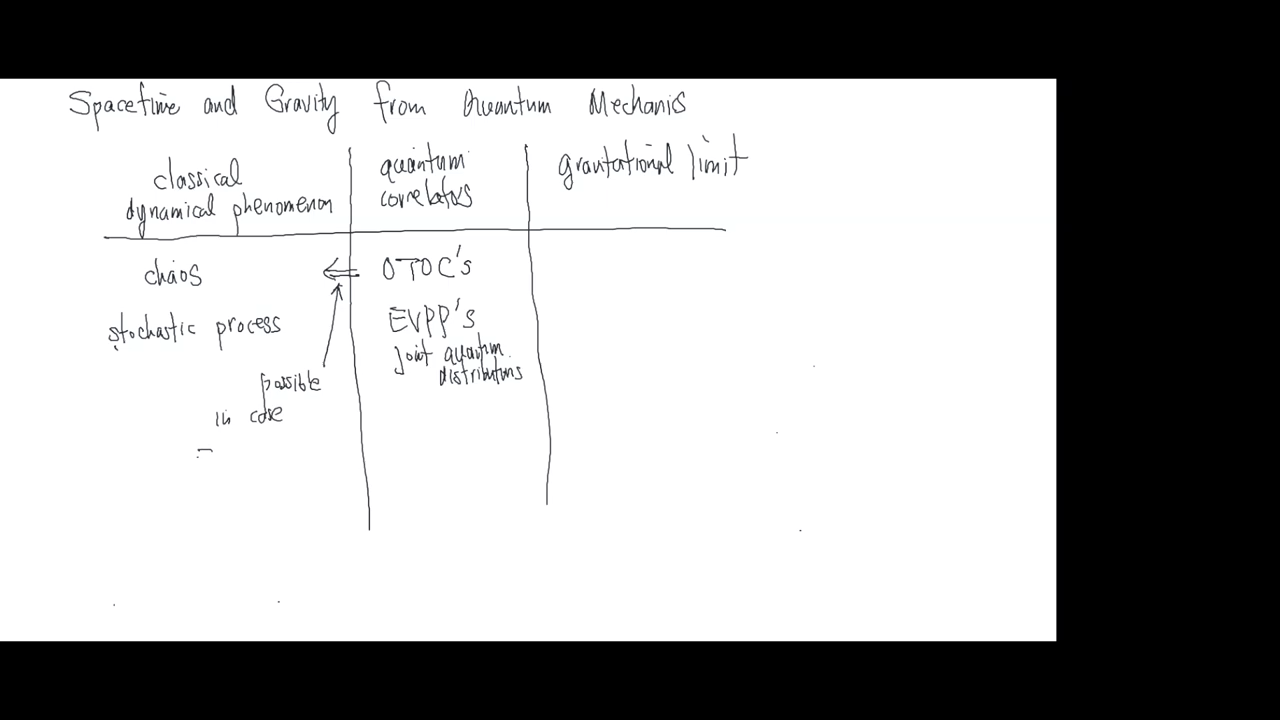 Spacetime and Gravity from Quantum Mechanics
classical
dynamical phenomenon
quantum
correlators
gravitational limit
chaos
⇐ OTOC's
stochastic process
EVPP's
joint quantum
distributions
possible
in case